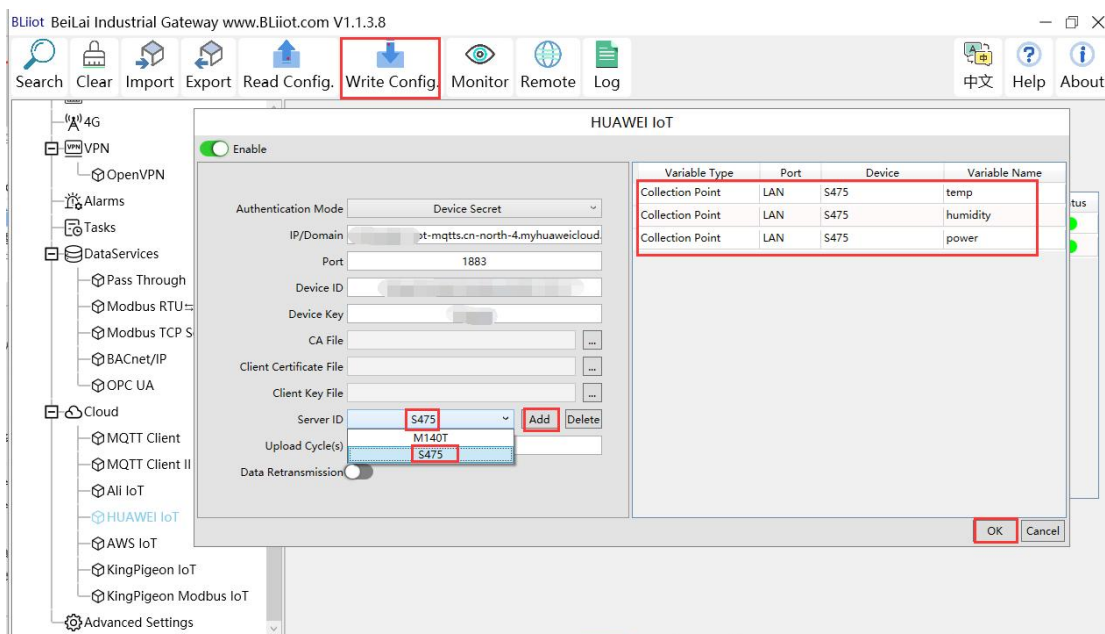 BLiiot BeiLai Industrial Gateway www.BLiiot.com V1.1.3.8
Search Clear Import Export Read Config. Write Config. Monitor Remote Log 中文 Help About
4G
VPN VPN
OpenVPN
Alarms
Tasks
DataServices
Pass Through
Modbus RTU
Modbus TCP S
BACnet/IP
OPC UA
Cloud
MQTT Client
MQTT Client II
Ali IoT
HUAWEI IoT
AWS IoT
KingPigeon IoT
KingPigeon Modbus IoT
Advanced Settings
HUAWEI IoT
Enable
Authentication Mode Device Secret
IP/Domain ot-mqtts.cn-north-4.myhuaweicloud.
Port 1883
Device ID
Device Key
CA File ...
Client Certificate File ...
Client Key File ...
Server ID S475 Add Delete
M140T
Upload Cycle(s) S475
Data Retransmission
Variable Type Port Device Variable Name
Collection Point LAN S475 temp
Collection Point LAN S475 humidity
Collection Point LAN S475 power
OK Cancel
tus